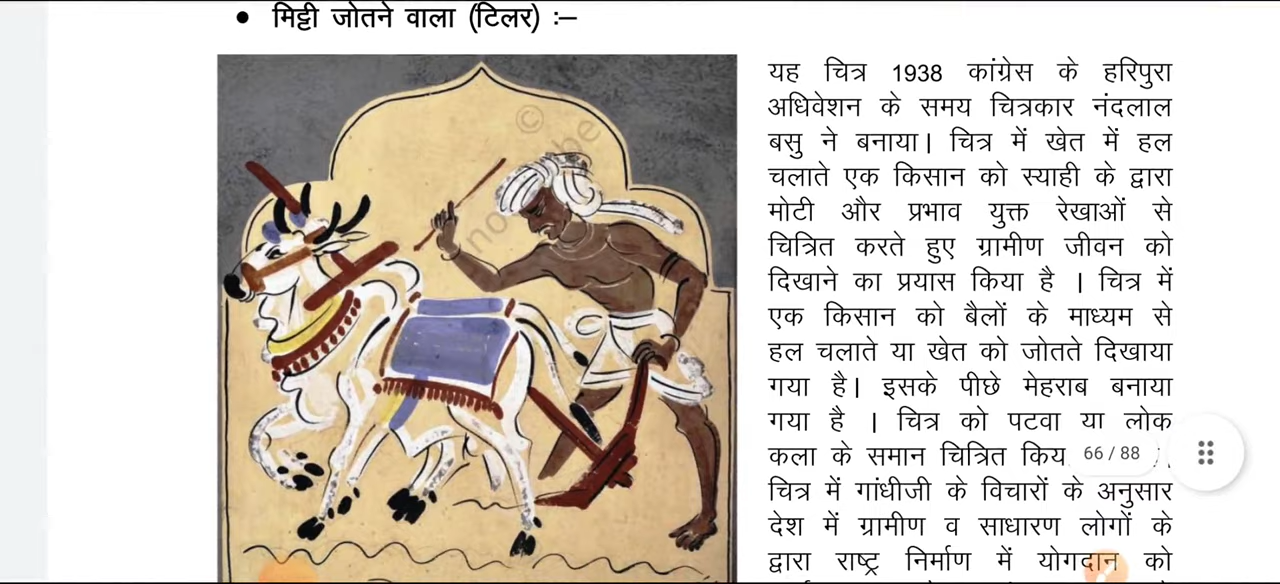 • मिट्टी जोतने वाला (टिलर) :–
यह चित्र 1938 कांग्रेस के हरिपुरा
अधिवेशन के समय चित्रकार नंदलाल
बसु ने बनाया। चित्र में खेत में हल
चलाते एक किसान को स्याही के द्वारा
मोटी और प्रभाव युक्त रेखाओं से
चित्रित करते हुए ग्रामीण जीवन को
दिखाने का प्रयास किया है । चित्र में
एक किसान को बैलों के माध्यम से
हल चलाते या खेत को जोतते दिखाया
गया है। इसके पीछे मेहराब बनाया
गया है । चित्र को पटवा या लोक
कला के समान चित्रित
66 / 88
चित्र में गांधीजी के विचारों के अनुसार
देश में ग्रामीण व साधारण लोगों के
द्वारा राष्ट्र निर्माण में योगदान को